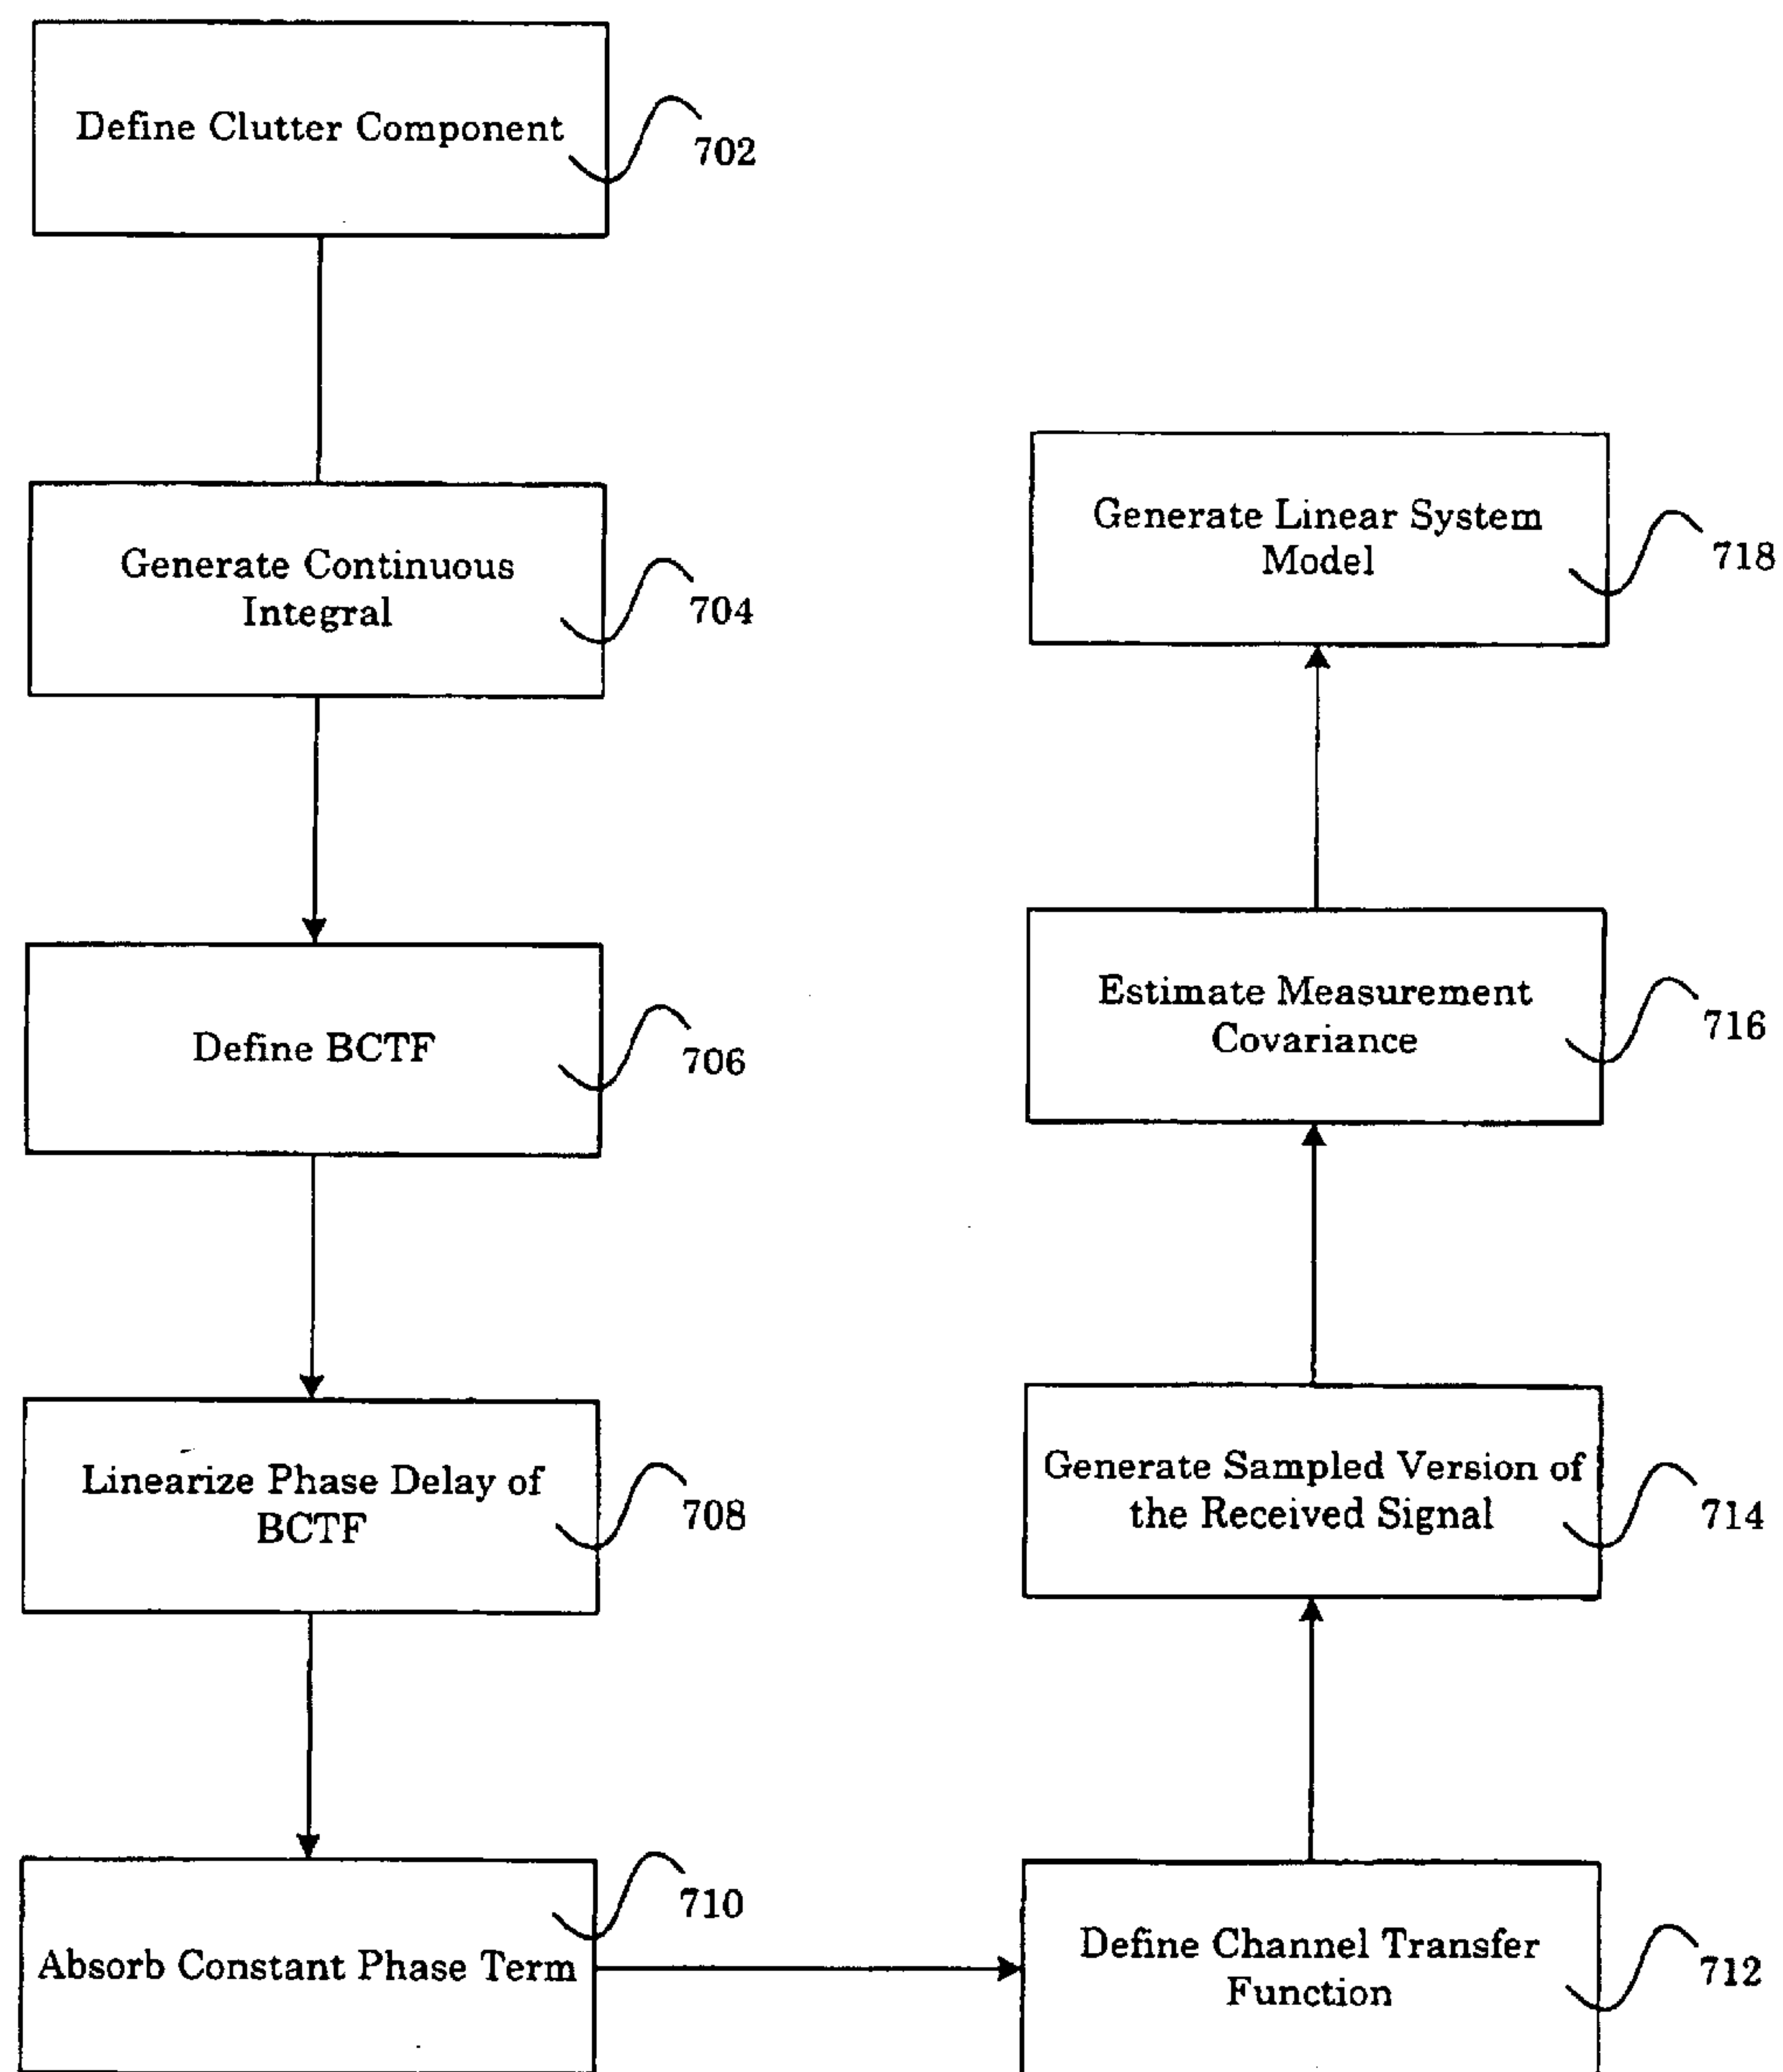 Define Clutter Component
702
Generate Continuous
Integral
704
Define BCTF
706
Linearize Phase Delay of
BCTF
708
Absorb Constant Phase Term
710
Define Channel Transfer
Function
712
Generate Sampled Version of
the Received Signal
714
Estimate Measurement
Covariance
716
Generate Linear System
Model
718